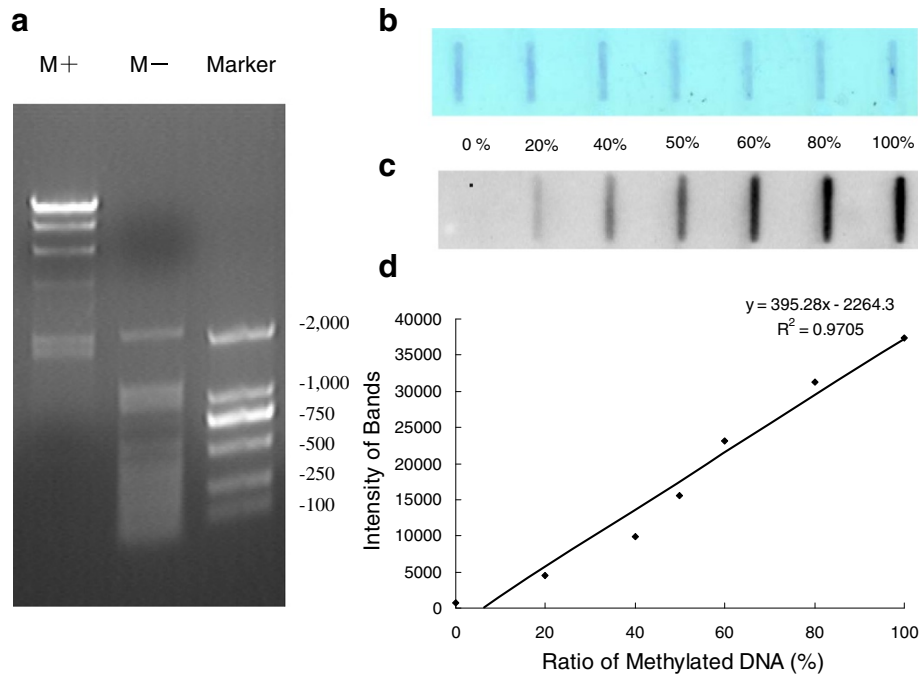 a
M+ M− Marker
-2,000
-1,000
-750
-500
-250
-100
b
0 % 20% 40% 50% 60% 80% 100%
c
d
y = 395.28x - 2264.3
R² = 0.9705
40000
35000
30000
25000
20000
15000
10000
5000
0
Intensity of Bands
0 20 40 60 80 100
Ratio of Methylated DNA (%)